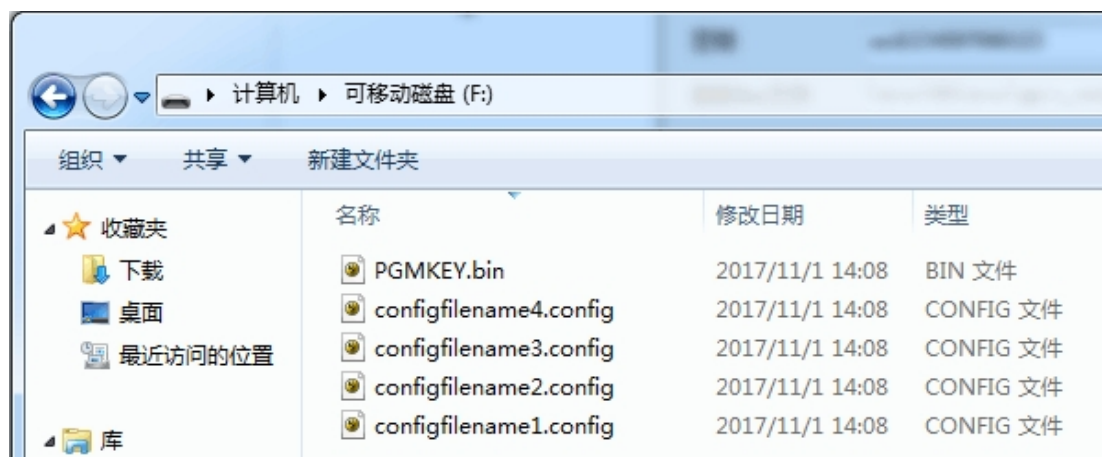 计算机 可移动磁盘 (F:)
组织 共享 新建文件夹
名称 修改日期 类型
收藏夹
下载
桌面
最近访问的位置
库
PGMKEY.bin 2017/11/1 14:08 BIN 文件
configfilename4.config 2017/11/1 14:08 CONFIG 文件
configfilename3.config 2017/11/1 14:08 CONFIG 文件
configfilename2.config 2017/11/1 14:08 CONFIG 文件
configfilename1.config 2017/11/1 14:08 CONFIG 文件